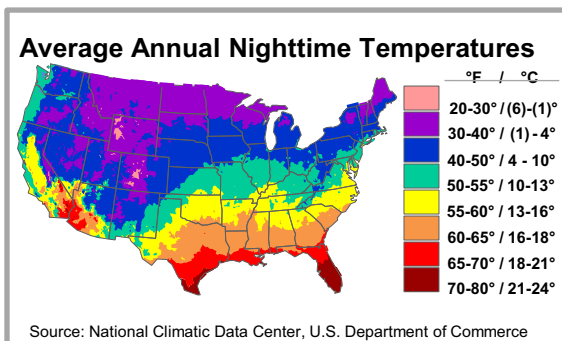 Average Annual Nighttime Temperatures
°F / °C
20-30° / (6)-(1)°
30-40° / (1) - 4°
40-50° / 4 - 10°
50-55° / 10-13°
55-60° / 13-16°
60-65° / 16-18°
65-70° / 18-21°
70-80° / 21-24°
Source: National Climatic Data Center, U.S. Department of Commerce